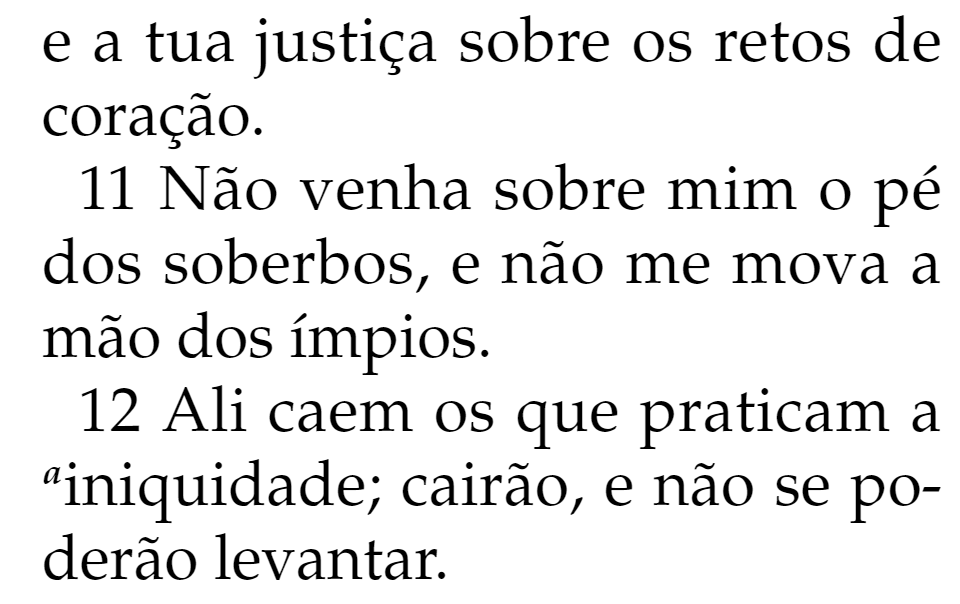 e a tua justiça sobre os retos de
coração.
11 Não venha sobre mim o pé
dos soberbos, e não me mova a
mão dos ímpios.
12 Ali caem os que praticam a
ᵃiniquidade; cairão, e não se po-
derão levantar.